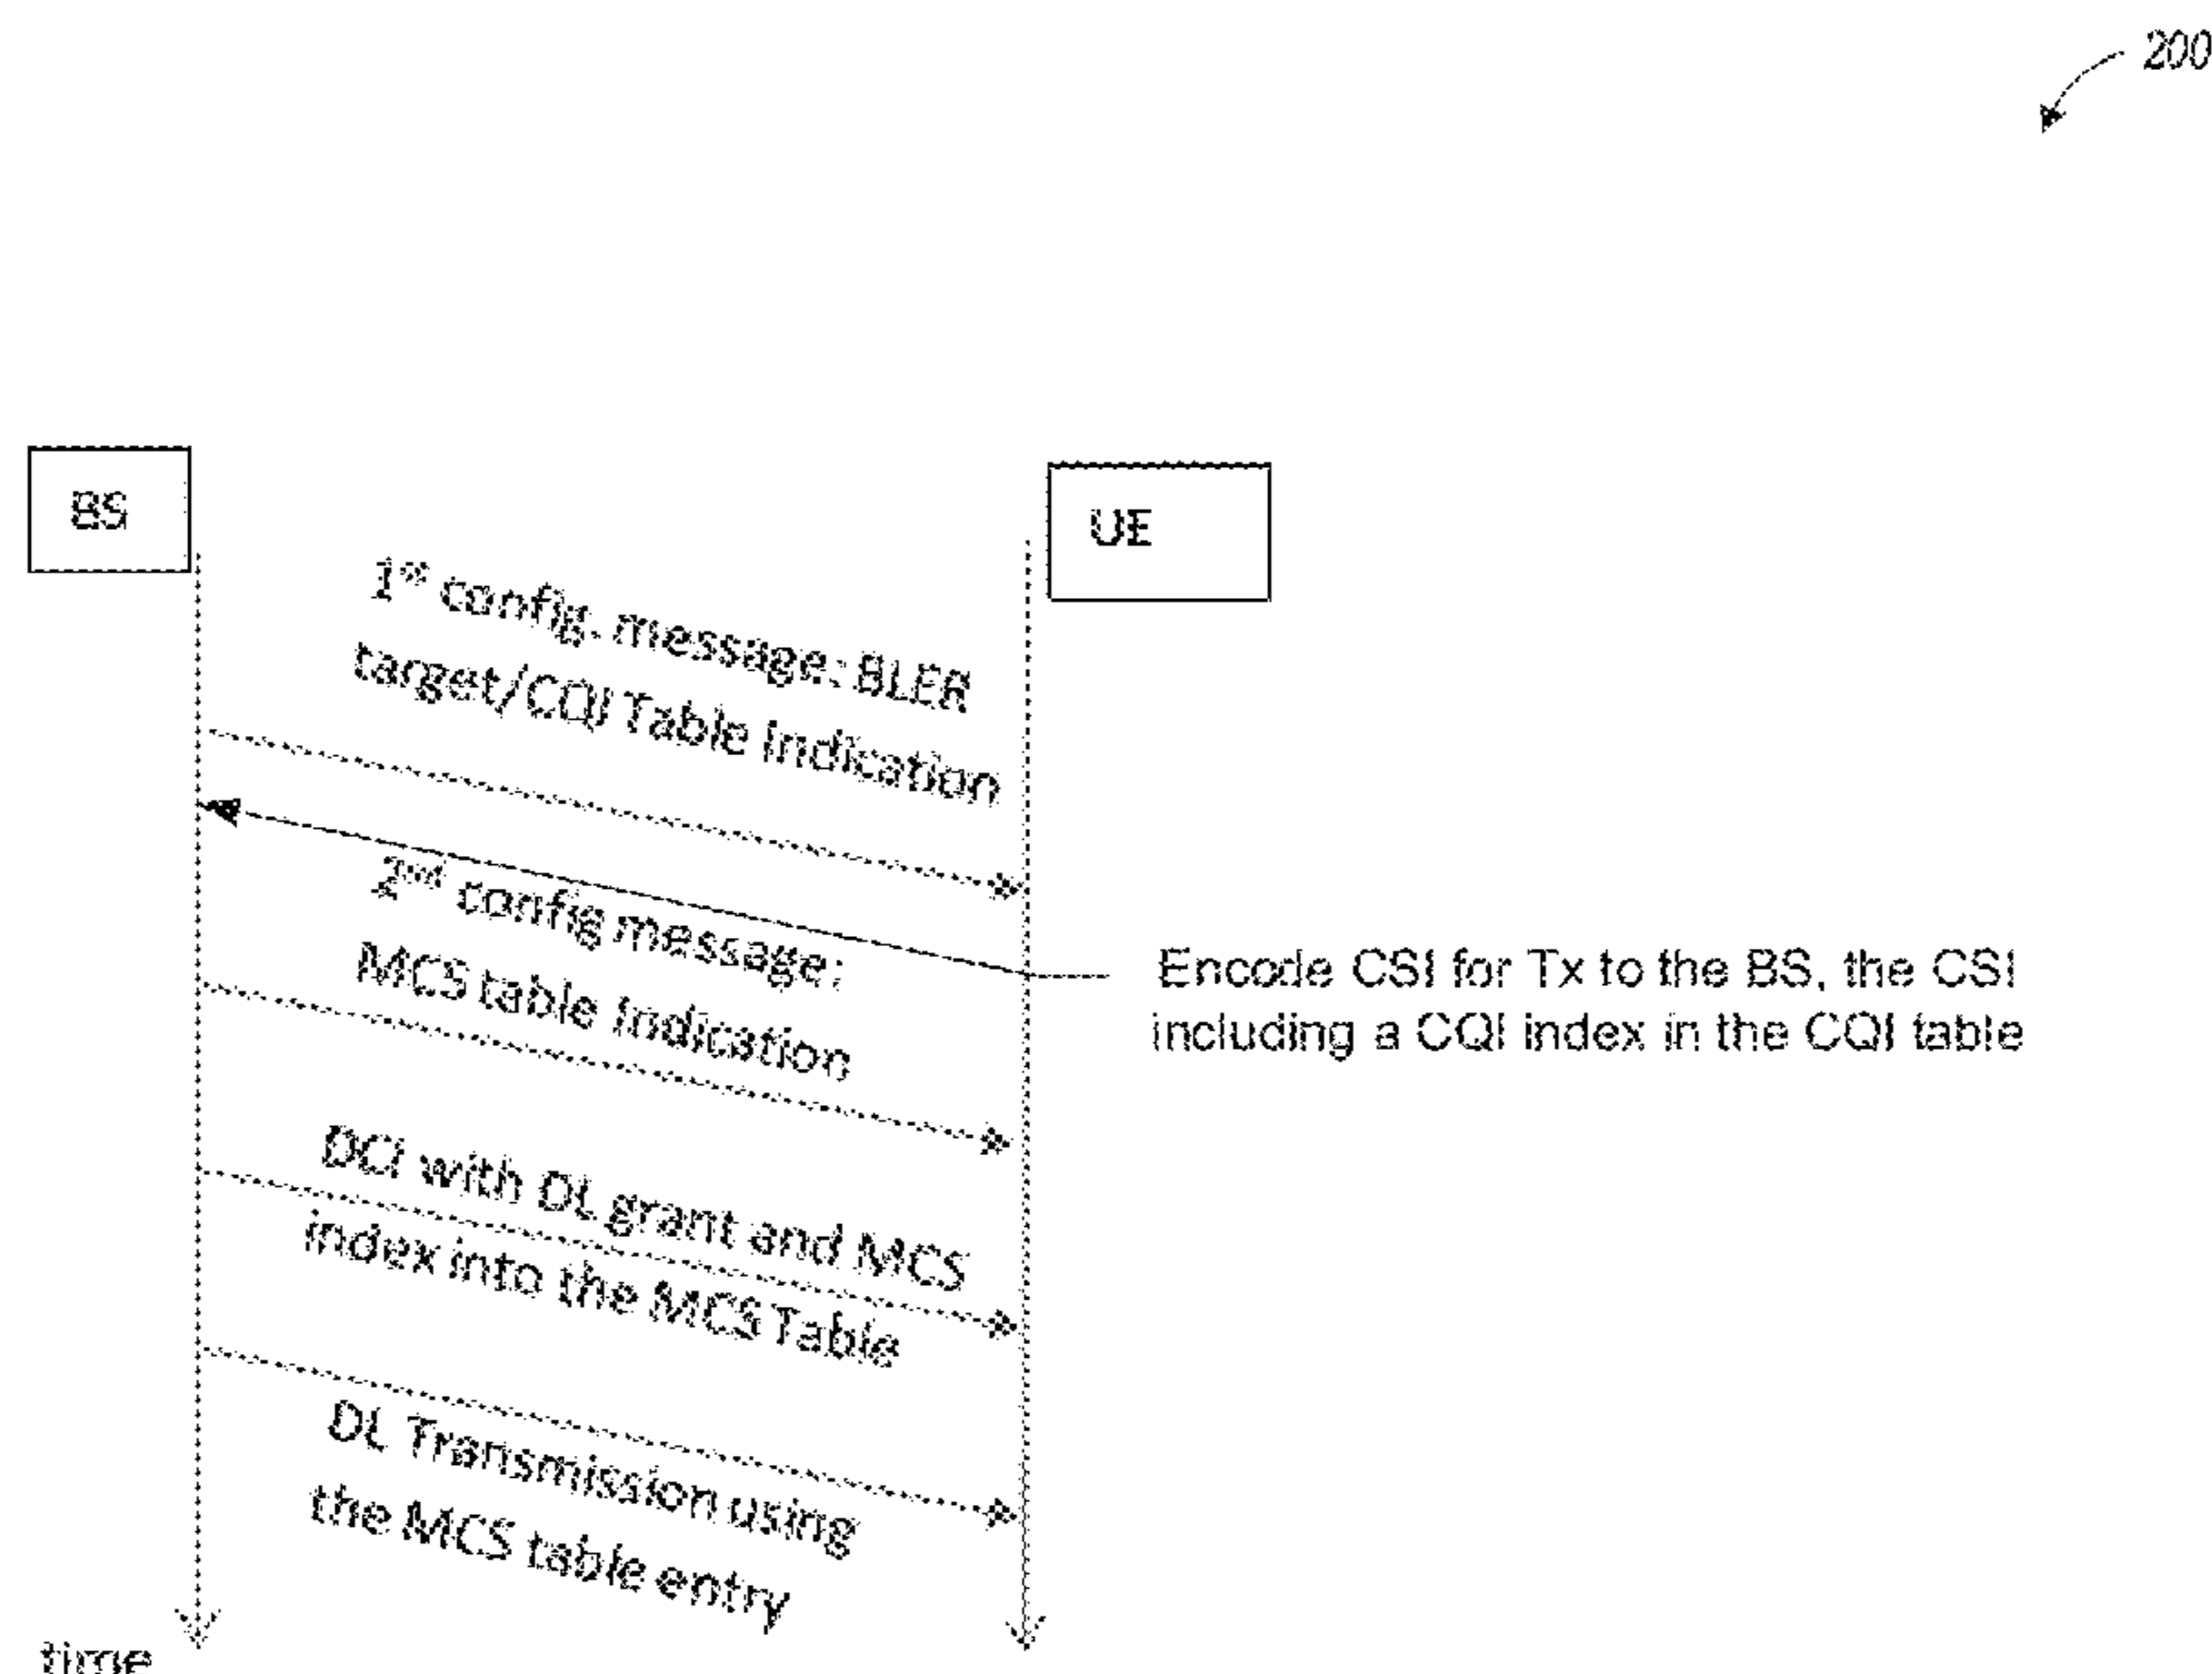 200
BS
UE
1st config. message: BLER
target/CQI Table Indication
2nd config message:
MCS table Indication
Encode CSI for Tx to the BS, the CSI
including a CQI index in the CQI table
DCI with DL grant and MCS
index into the MCS Table
DL Transmission using
the MCS table entry
time